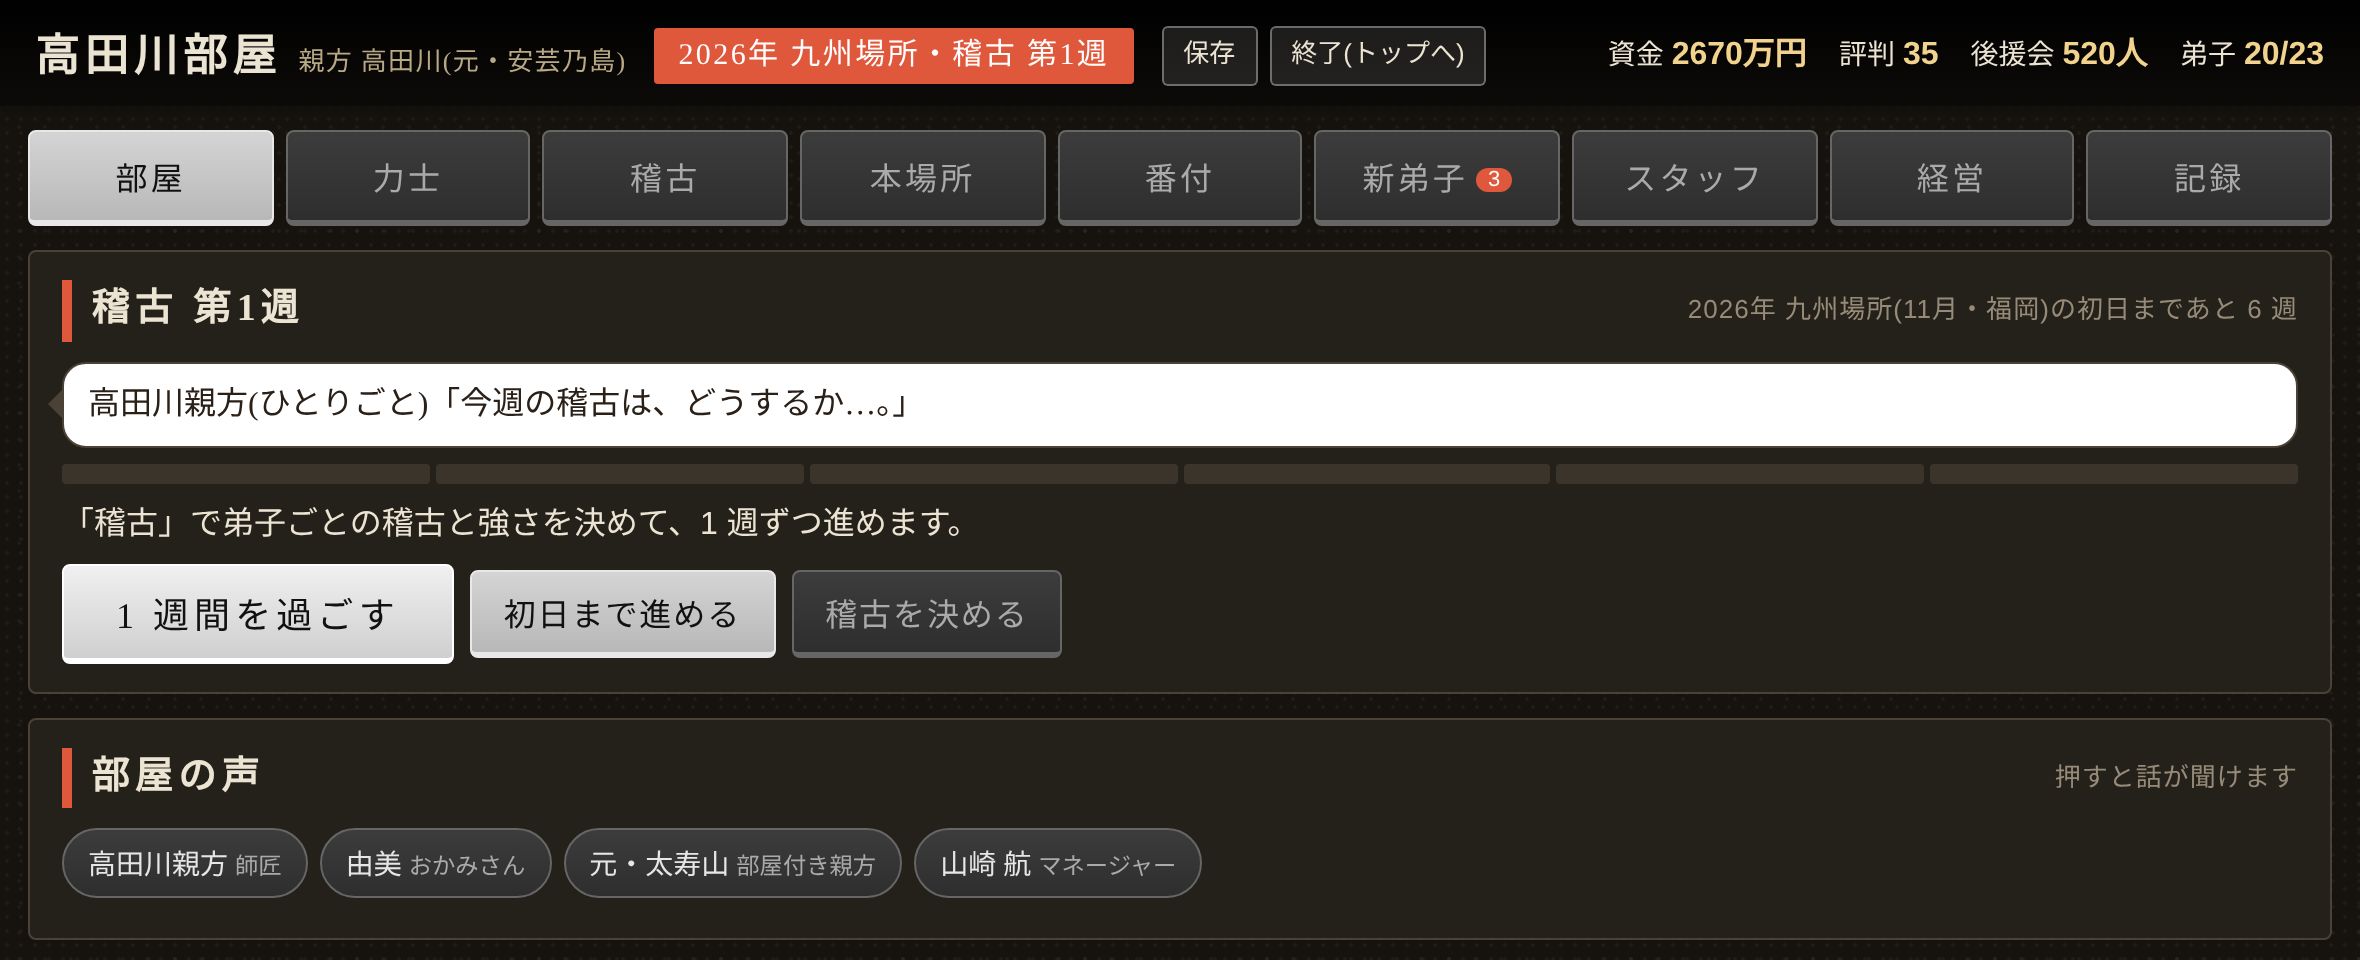 高田川部屋 親方 高田川(元・安芸乃島) 2026年 九州場所・稽古 第1週 保存 終了(トップへ) 資金 2670万円 評判 35 後援会 520人 弟子 20/23
部屋 力士 稽古 本場所 番付 新弟子 3 スタッフ 経営 記録
稽古 第1週 2026年 九州場所(11月・福岡)の初日まであと 6 週
高田川親方(ひとりごと)「今週の稽古は、どうするか…。」
「稽古」で弟子ごとの稽古と強さを決めて、1 週ずつ進めます。
1 週間を過ごす 初日まで進める 稽古を決める
部屋の声 押すと話が聞けます
高田川親方 師匠 由美 おかみさん 元・太寿山 部屋付き親方 山崎 航 マネージャー